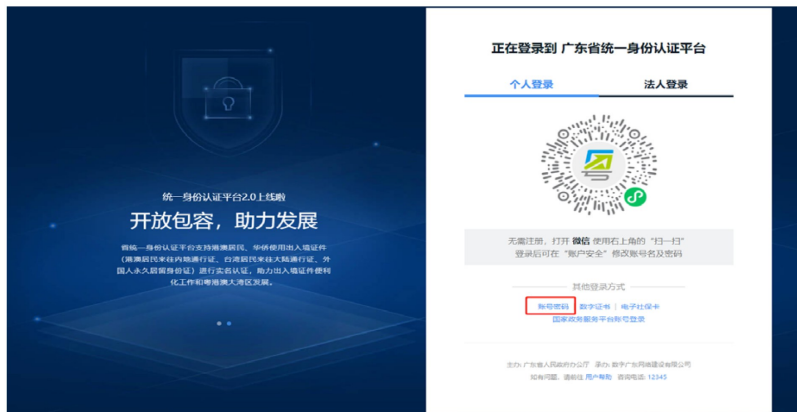 统一身份认证平台2.0上线啦
开放包容，助力发展
省统一身份认证平台支持港澳居民、华侨使用出入境证件
（港澳居民来往内地通行证、台湾居民来往大陆通行证、外
国人永久居留身份证）进行实名认证，助力出入境证件便利
化工作和粤港澳大湾区发展。
正在登录到 广东省统一身份认证平台
个人登录 法人登录
无需注册，打开 微信 使用右上角的“扫一扫”
登录后可在“账户安全”修改账号名及密码
其他登录方式
账号密码 数字证书 | 电子社保卡
国家政务服务平台账号登录
主办: 广东省人民政府办公厅 承办: 数字广东网络建设有限公司
如有问题，请前往 用户帮助 咨询电话: 12345